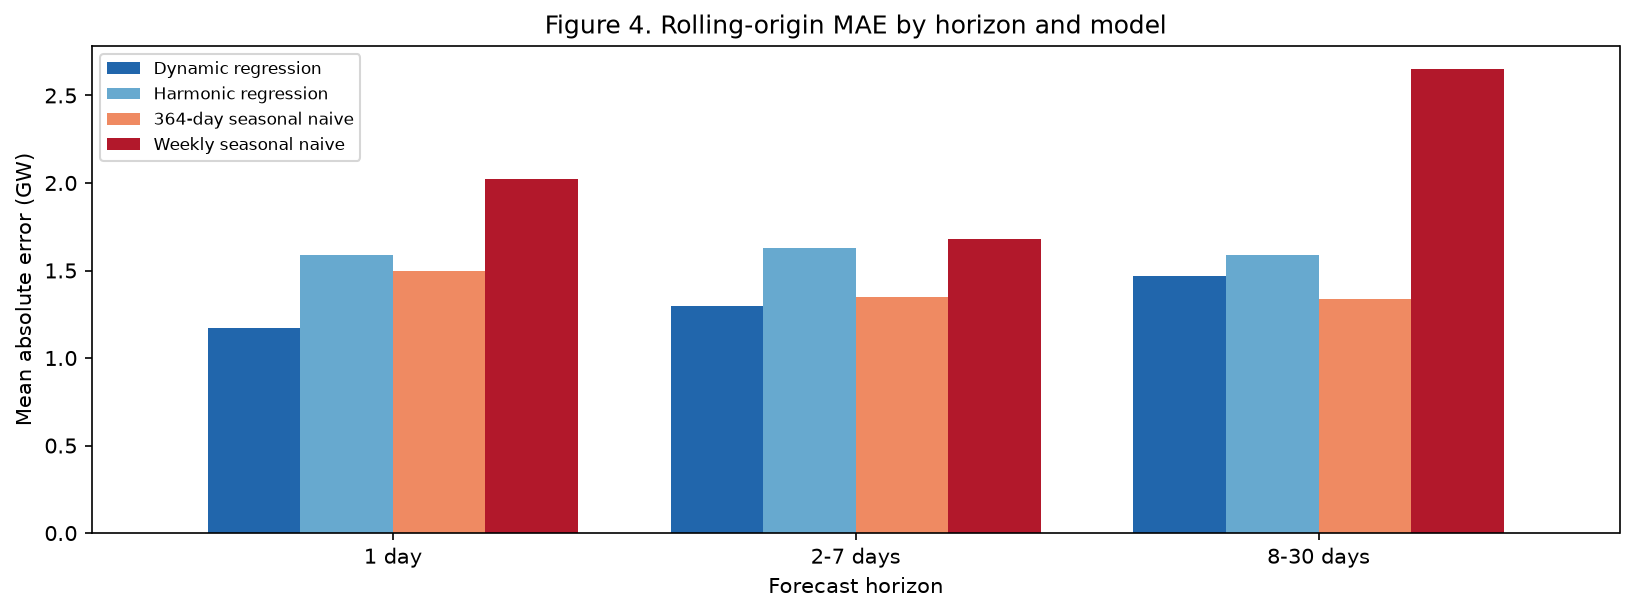 Figure 4. Rolling-origin MAE by horizon and model
Dynamic regression
Harmonic regression
364-day seasonal naive
Weekly seasonal naive
Mean absolute error (GW)
2.5
2.0
1.5
1.0
0.5
0.0
1 day
2-7 days
8-30 days
Forecast horizon